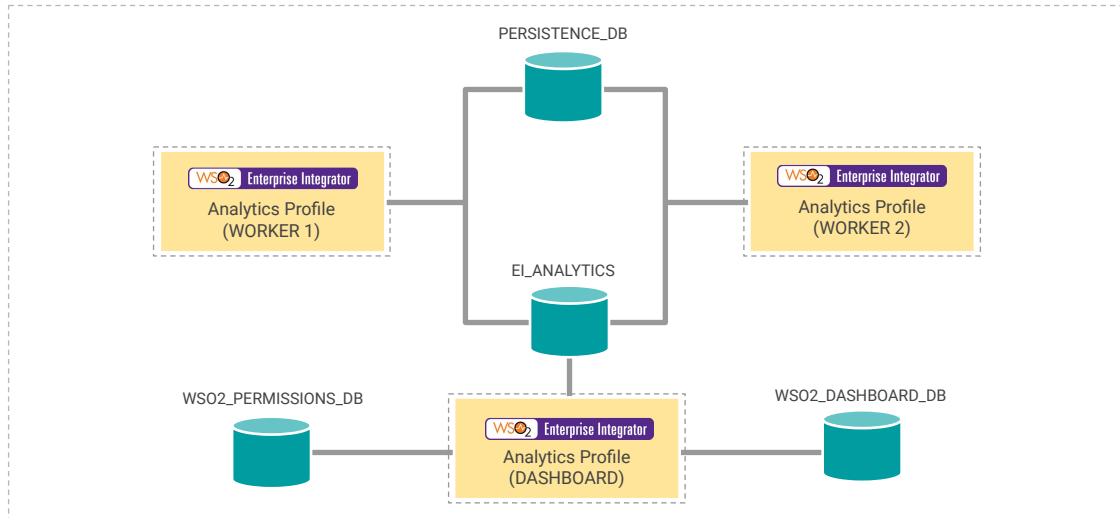 PERSISTENCE_DB
WSO2 Enterprise Integrator
Analytics Profile
(WORKER 1)
WSO2 Enterprise Integrator
Analytics Profile
(WORKER 2)
EI_ANALYTICS
WSO2_PERMISSIONS_DB
WSO2_DASHBOARD_DB
WSO2 Enterprise Integrator
Analytics Profile
(DASHBOARD)